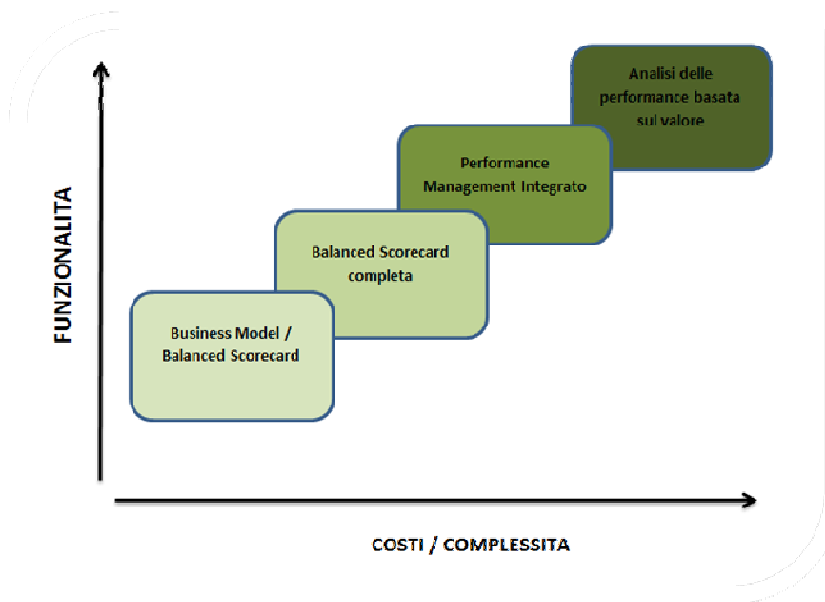 Analisi delle
performance basata
sul valore
Performance
Management Integrato
Balanced Scorecard
completa
Business Model /
Balanced Scorecard
FUNZIONALITA
COSTI / COMPLESSITA